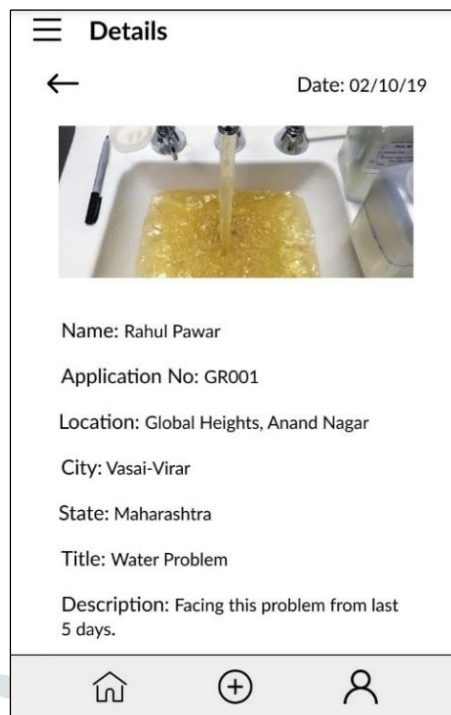 Details
Date: 02/10/19
Name: Rahul Pawar
Application No: GR001
Location: Global Heights, Anand Nagar
City: Vasai-Virar
State: Maharashtra
Title: Water Problem
Description: Facing this problem from last
5 days.